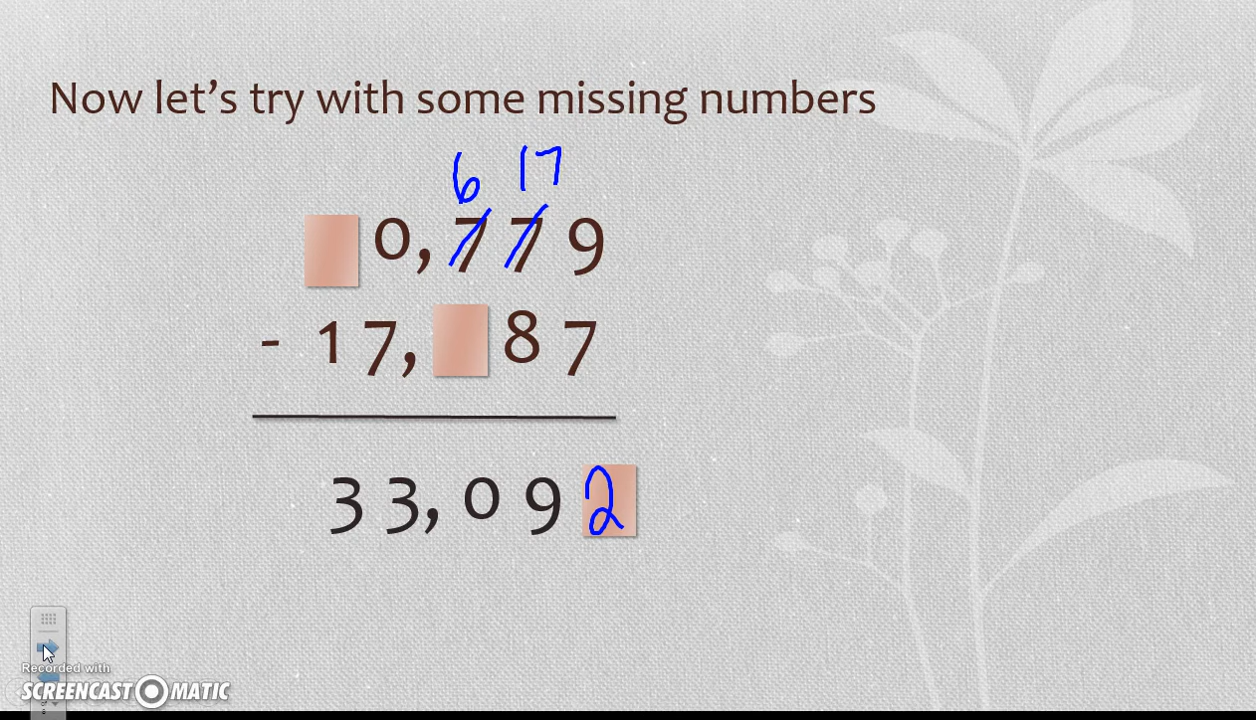 Now let's try with some missing numbers
6 17
0,779
- 17, 87
33,092
Recorded with
SCREENCAST O MATIC